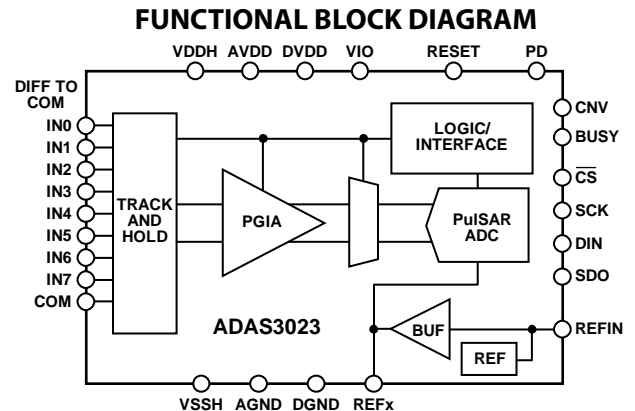 FUNCTIONAL BLOCK DIAGRAM
VDDH AVDD DVDD VIO RESET PD
DIFF TO
COM
IN0
IN1
IN2
IN3
IN4
IN5
IN6
IN7
COM
TRACK
AND
HOLD
PGIA
LOGIC/
INTERFACE
PulSAR
ADC
BUF
REF
ADAS3023
CNV
BUSY
CS
SCK
DIN
SDO
REFIN
VSSH AGND DGND REFx